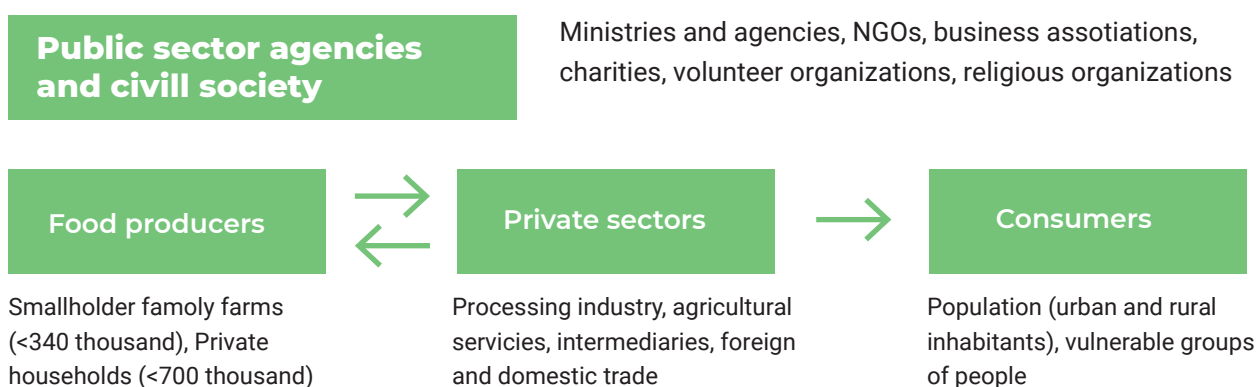 Public sector agencies
and civill society
Ministries and agencies, NGOs, business assotiations,
charities, volunteer organizations, religious organizations
Food producers
Private sectors
Consumers
Smallholder famoly farms
(<340 thousand), Private
households (<700 thousand)
Processing industry, agricultural
servicies, intermediaries, foreign
and domestic trade
Population (urban and rural
inhabitants), vulnerable groups
of people